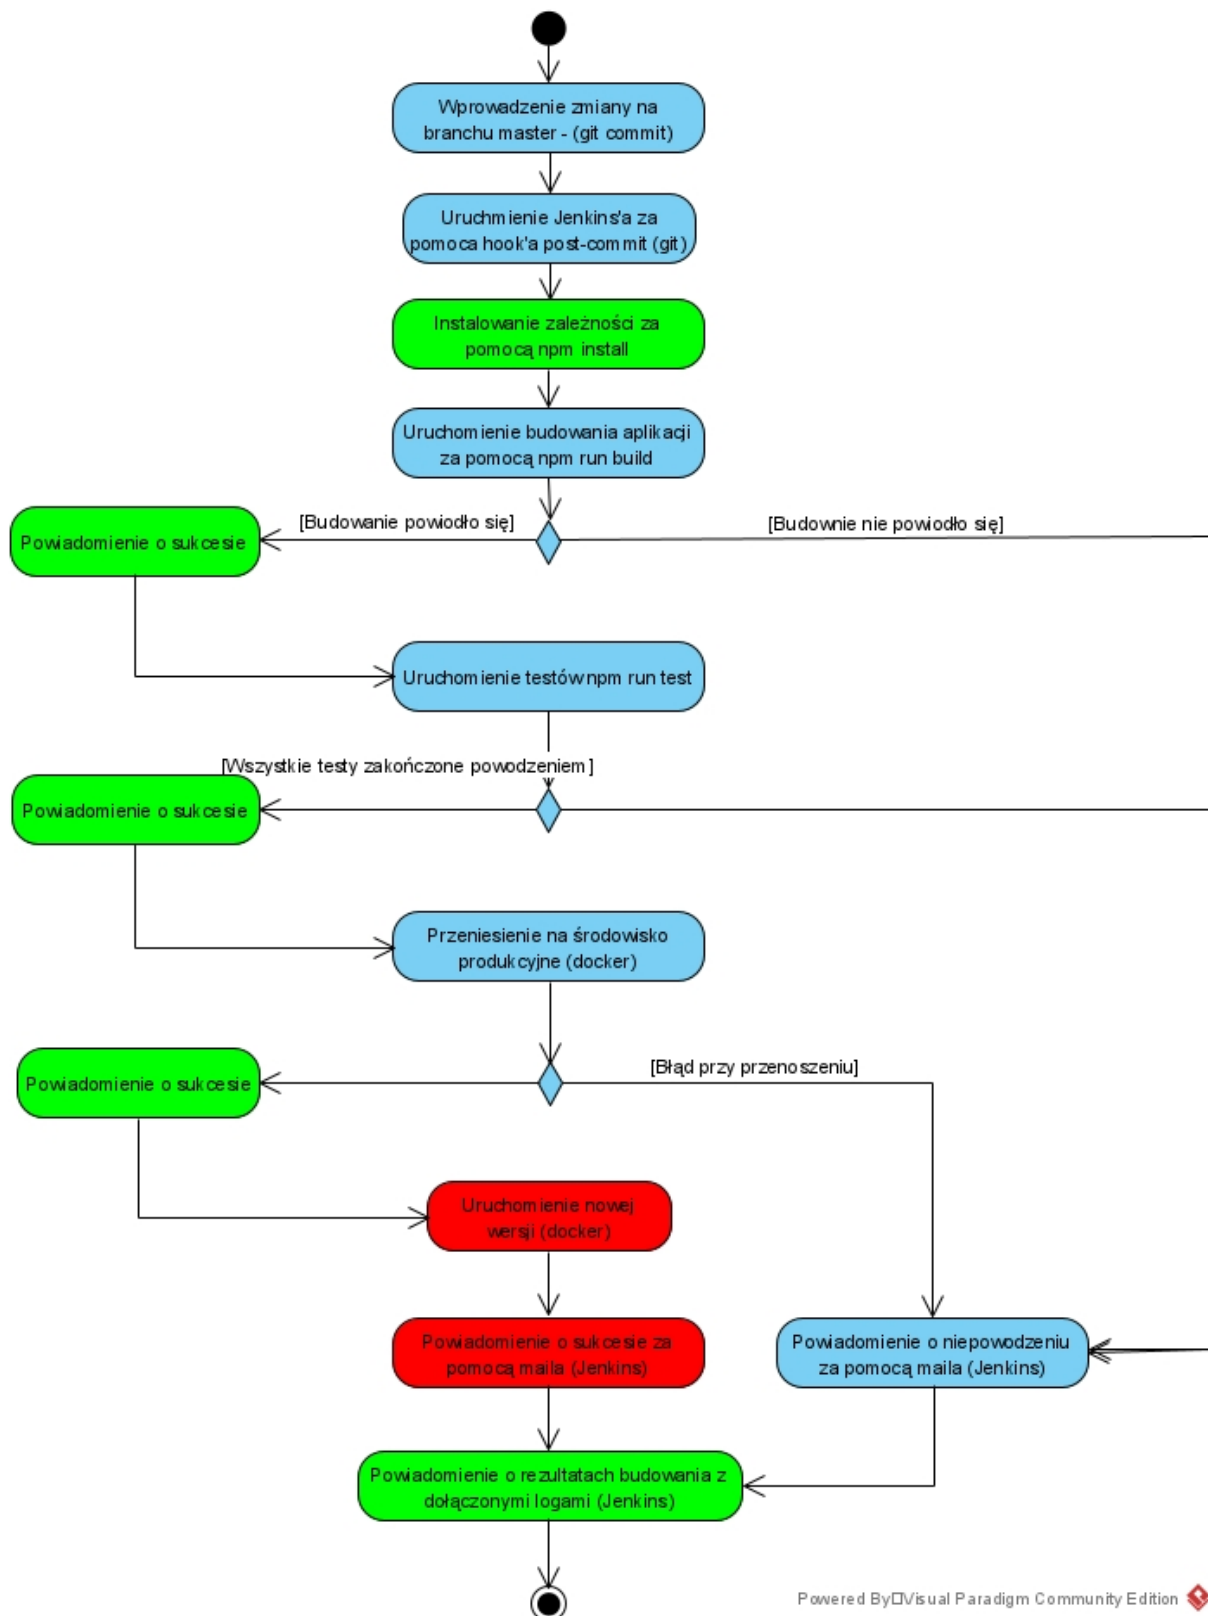 Wprowadzenie zmiany na
branchu master - (git commit)
Uruchmienie Jenkins'a za
pomoca hook'a post-commit (git)
Instalowanie zależności za
pomocą npm install
Uruchomienie budowania aplikacji
za pomocą npm run build
[Budowanie powiodło się]
[Budownie nie powiodło się]
Powiadomienie o sukcesie
Uruchomienie testów npm run test
[Wszystkie testy zakończone powodzeniem]
Powiadomienie o sukcesie
Przeniesienie na środowisko
produkcyjne (docker)
[Błąd przy przenoszeniu]
Powiadomienie o sukcesie
Uruchomienie nowej
wersji (docker)
Powiadomienie o sukcesie za
pomocą maila (Jenkins)
Powiadomienie o niepowodzeniu
za pomocą maila (Jenkins)
Powiadomienie o rezultatach budowania z
dołączonymi logami (Jenkins)
Powered By□Visual Paradigm Community Edition